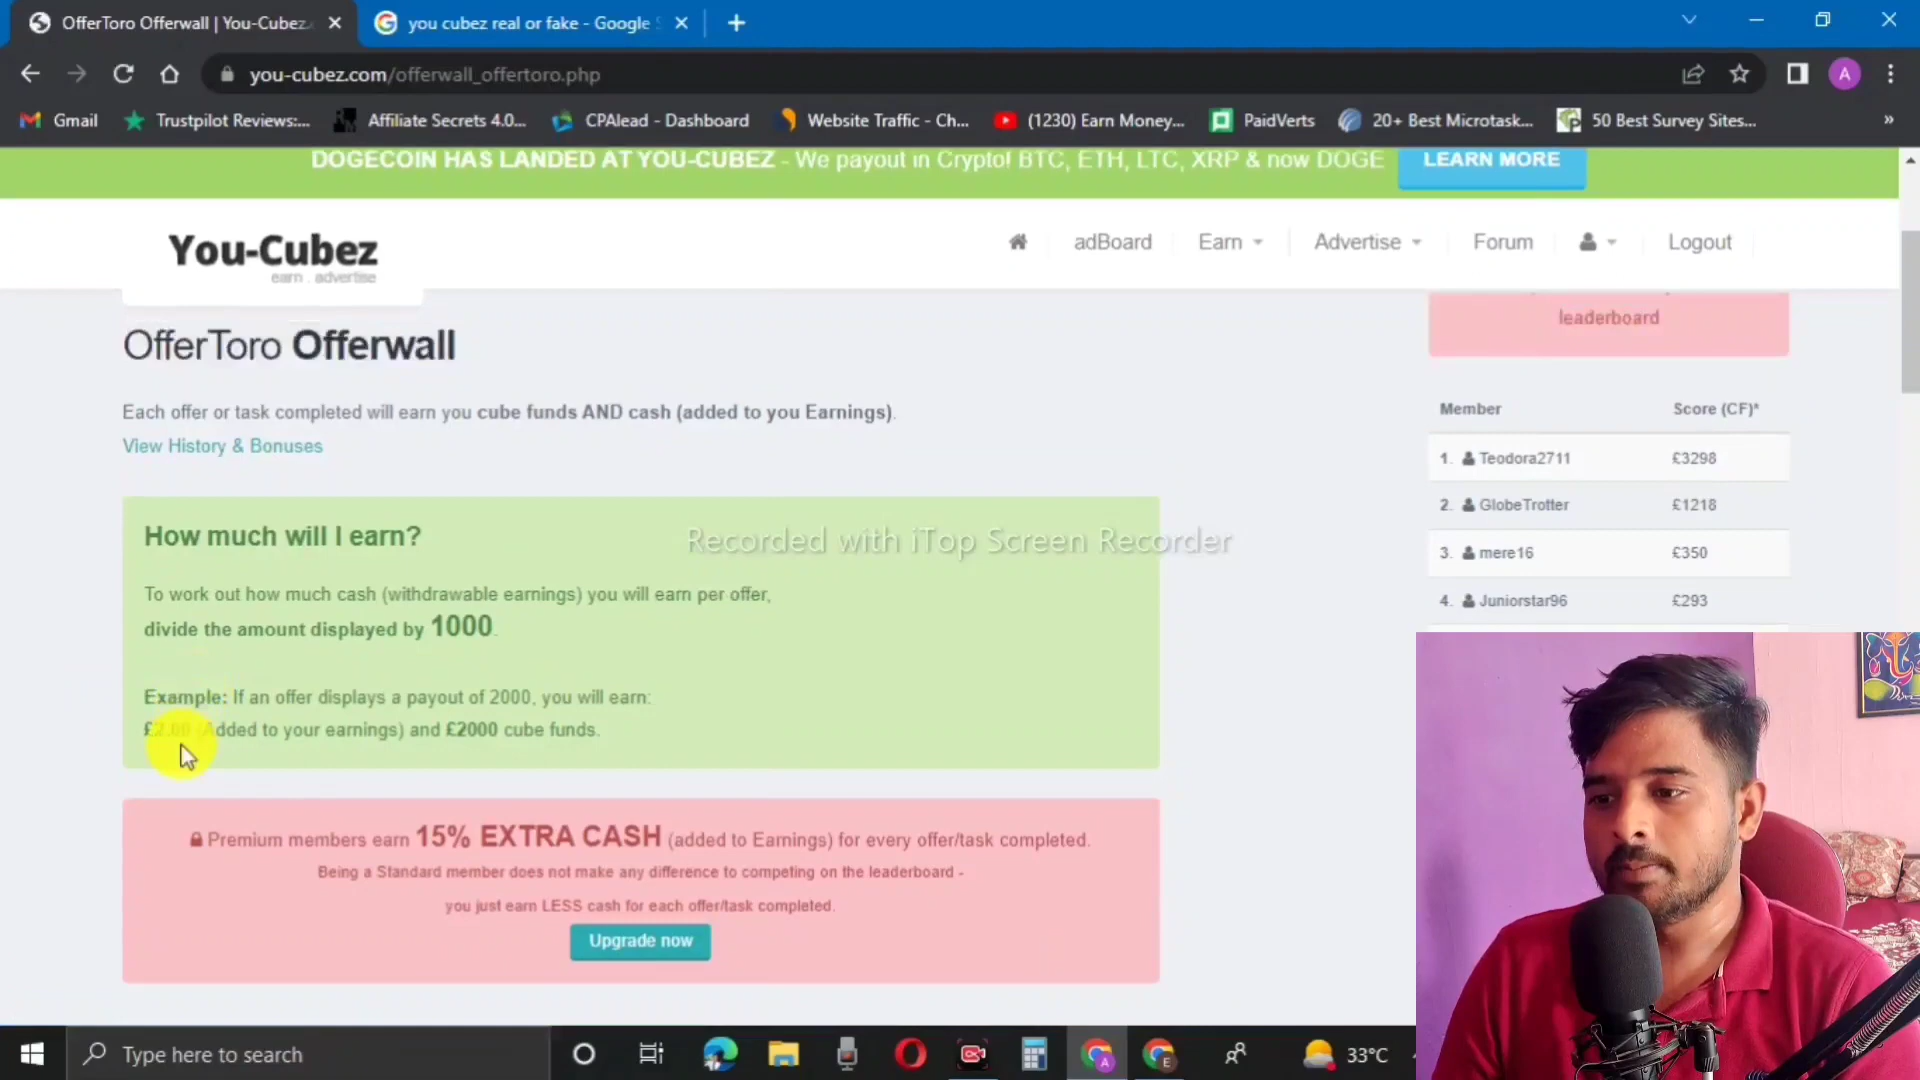 OfferToro Offerwall | You-Cubez.
you cubez real or fake - Google S
you-cubez.com/offerwall_offertoro.php
Gmail
Trustpilot Reviews:...
Affiliate Secrets 4.0...
CPAlead - Dashboard
Website Traffic - Ch...
(1230) Earn Money...
PaidVerts
20+ Best Microtask...
50 Best Survey Sites...
A
DOGECOIN HAS LANDED AT YOU-CUBEZ - We payout in Crypto! BTC, ETH, LTC, XRP & now DOGE
LEARN MORE
You-Cubez
earn . advertise
adBoard
Earn
Advertise
Forum
Logout
OfferToro Offerwall
Each offer or task completed will earn you cube funds AND cash (added to you Earnings).
View History & Bonuses
How much will I earn?
To work out how much cash (withdrawable earnings) you will earn per offer,
divide the amount displayed by 1000.
Example: If an offer displays a payout of 2000, you will earn:
£2.00 (Added to your earnings) and £2000 cube funds.
Premium members earn 15% EXTRA CASH (added to Earnings) for every offer/task completed.
Being a Standard member does not make any difference to competing on the leaderboard -
you just earn LESS cash for each offer/task completed.
Upgrade now
leaderboard
Member Score (CF)*
1. Teodora2711 £3298
2. GlobeTrotter £1218
3. mere16 £350
4. Juniorstar96 £293
Recorded with iTop Screen Recorder
Type here to search
33°C